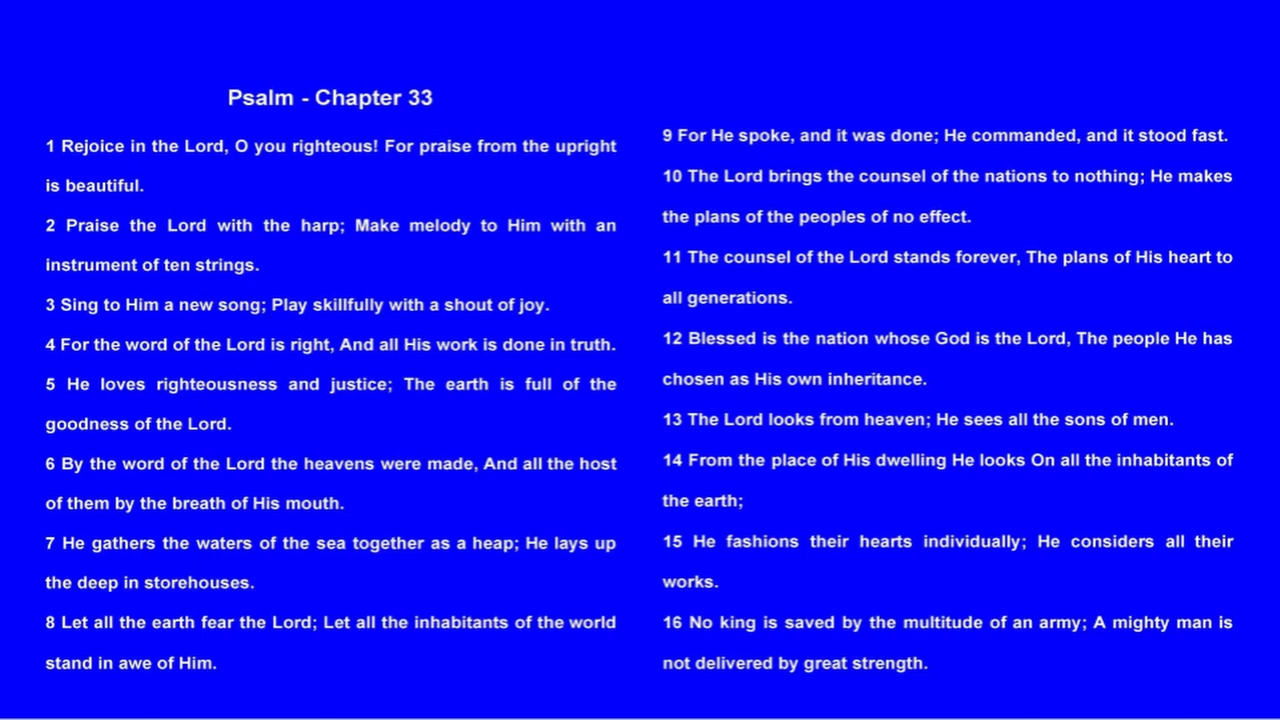 Psalm - Chapter 33
1 Rejoice in the Lord, O you righteous! For praise from the upright
is beautiful.
2 Praise the Lord with the harp; Make melody to Him with an
instrument of ten strings.
3 Sing to Him a new song; Play skillfully with a shout of joy.
4 For the word of the Lord is right, And all His work is done in truth.
5 He loves righteousness and justice; The earth is full of the
goodness of the Lord.
6 By the word of the Lord the heavens were made, And all the host
of them by the breath of His mouth.
7 He gathers the waters of the sea together as a heap; He lays up
the deep in storehouses.
8 Let all the earth fear the Lord; Let all the inhabitants of the world
stand in awe of Him.
9 For He spoke, and it was done; He commanded, and it stood fast.
10 The Lord brings the counsel of the nations to nothing; He makes
the plans of the peoples of no effect.
11 The counsel of the Lord stands forever, The plans of His heart to
all generations.
12 Blessed is the nation whose God is the Lord, The people He has
chosen as His own inheritance.
13 The Lord looks from heaven; He sees all the sons of men.
14 From the place of His dwelling He looks On all the inhabitants of
the earth;
15 He fashions their hearts individually; He considers all their
works.
16 No king is saved by the multitude of an army; A mighty man is
not delivered by great strength.